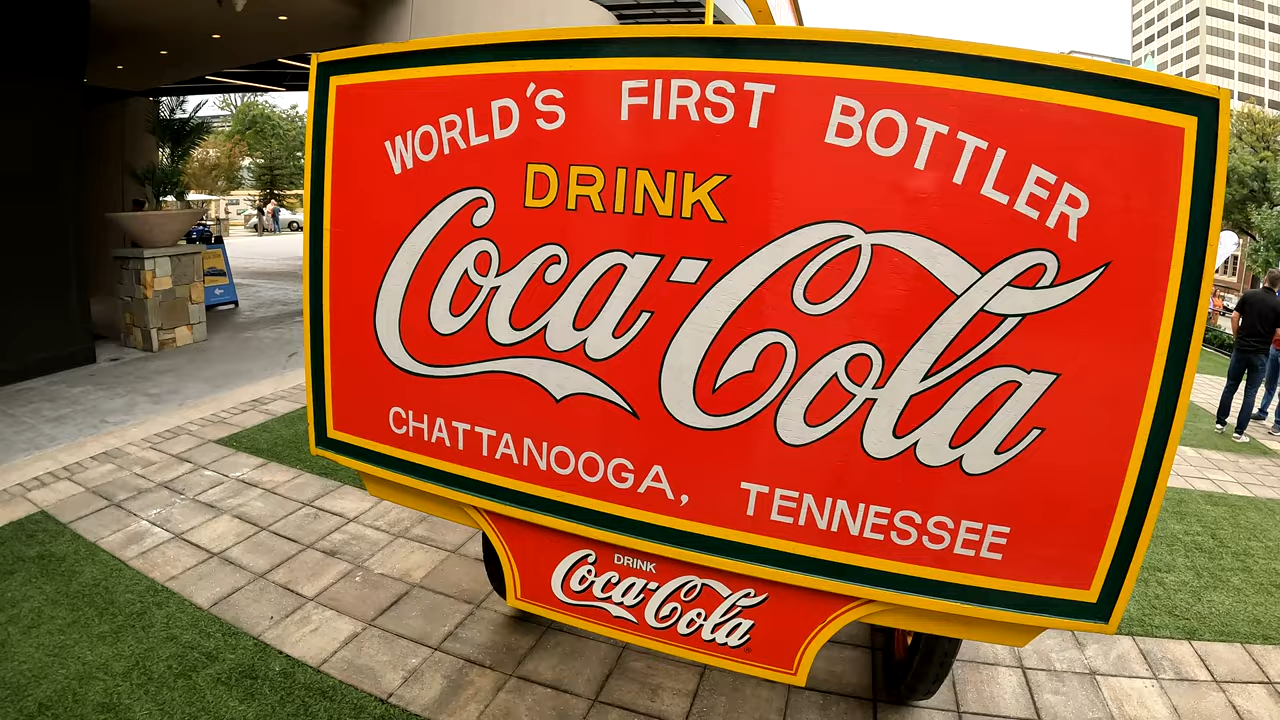 WORLD'S FIRST BOTTLER
DRINK
Coca-Cola
CHATTANOOGA, TENNESSEE
DRINK
Coca-Cola
®